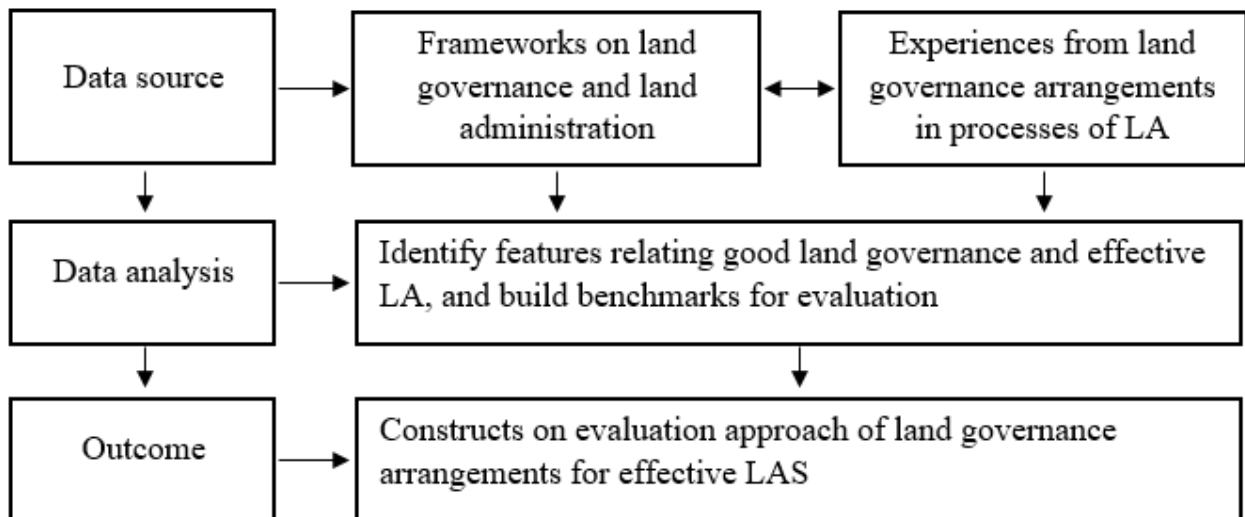 Data source
Frameworks on land
governance and land
administration
Experiences from land
governance arrangements
in processes of LA
Data analysis
Identify features relating good land governance and effective
LA, and build benchmarks for evaluation
Outcome
Constructs on evaluation approach of land governance
arrangements for effective LAS